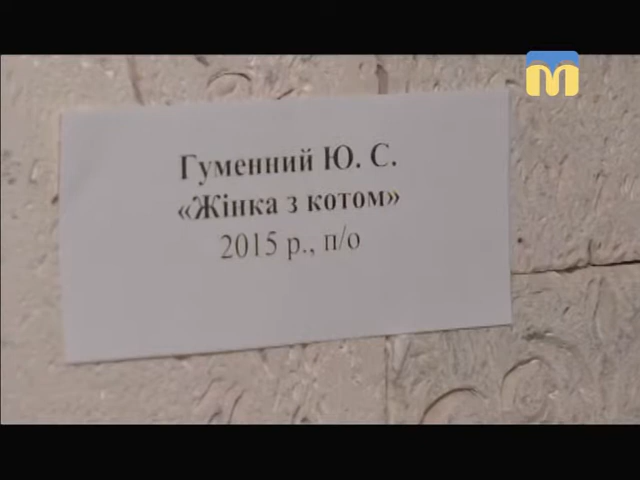 Гуменний Ю. С.
«Жінка з котом»
2015 р., п/о